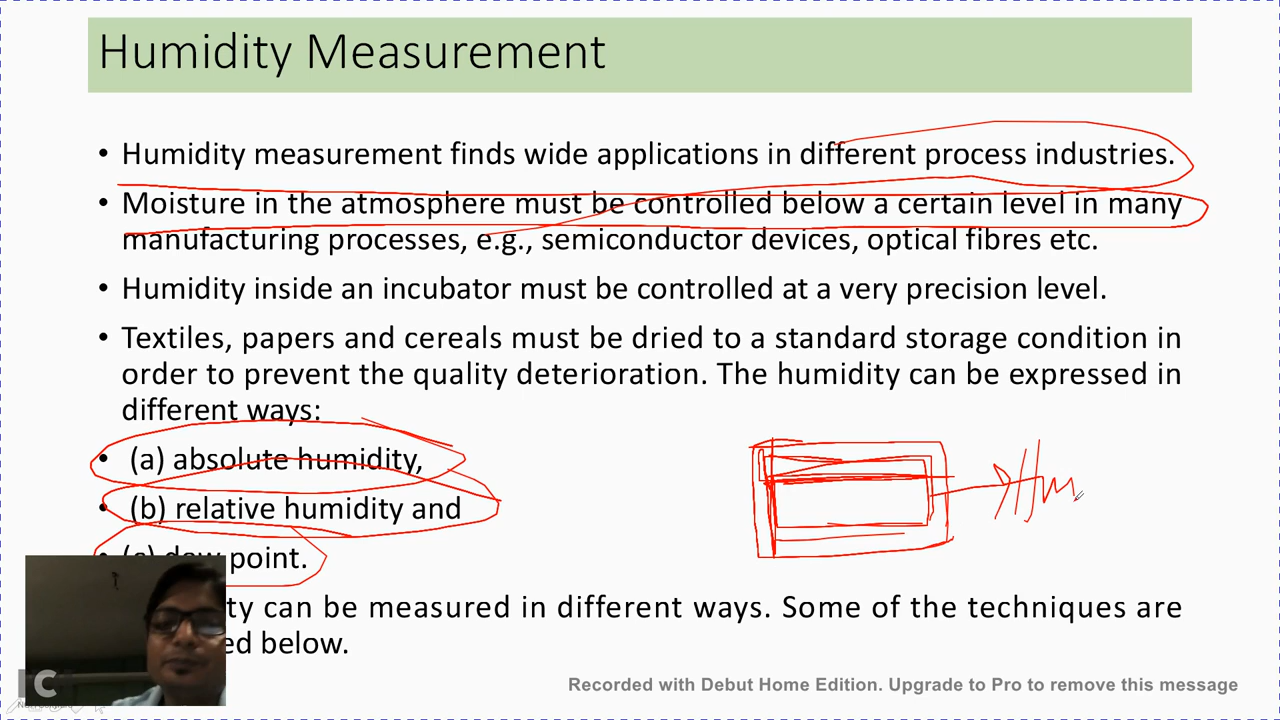 Humidity Measurement
• Humidity measurement finds wide applications in different process industries.
• Moisture in the atmosphere must be controlled below a certain level in many
manufacturing processes, e.g., semiconductor devices, optical fibres etc.
• Humidity inside an incubator must be controlled at a very precision level.
• Textiles, papers and cereals must be dried to a standard storage condition in
order to prevent the quality deterioration. The humidity can be expressed in
different ways:
• (a) absolute humidity,
• (b) relative humidity and
• (c) dew point.
ty can be measured in different ways. Some of the techniques are
ed below.
Hum
Recorded with Debut Home Edition. Upgrade to Pro to remove this message